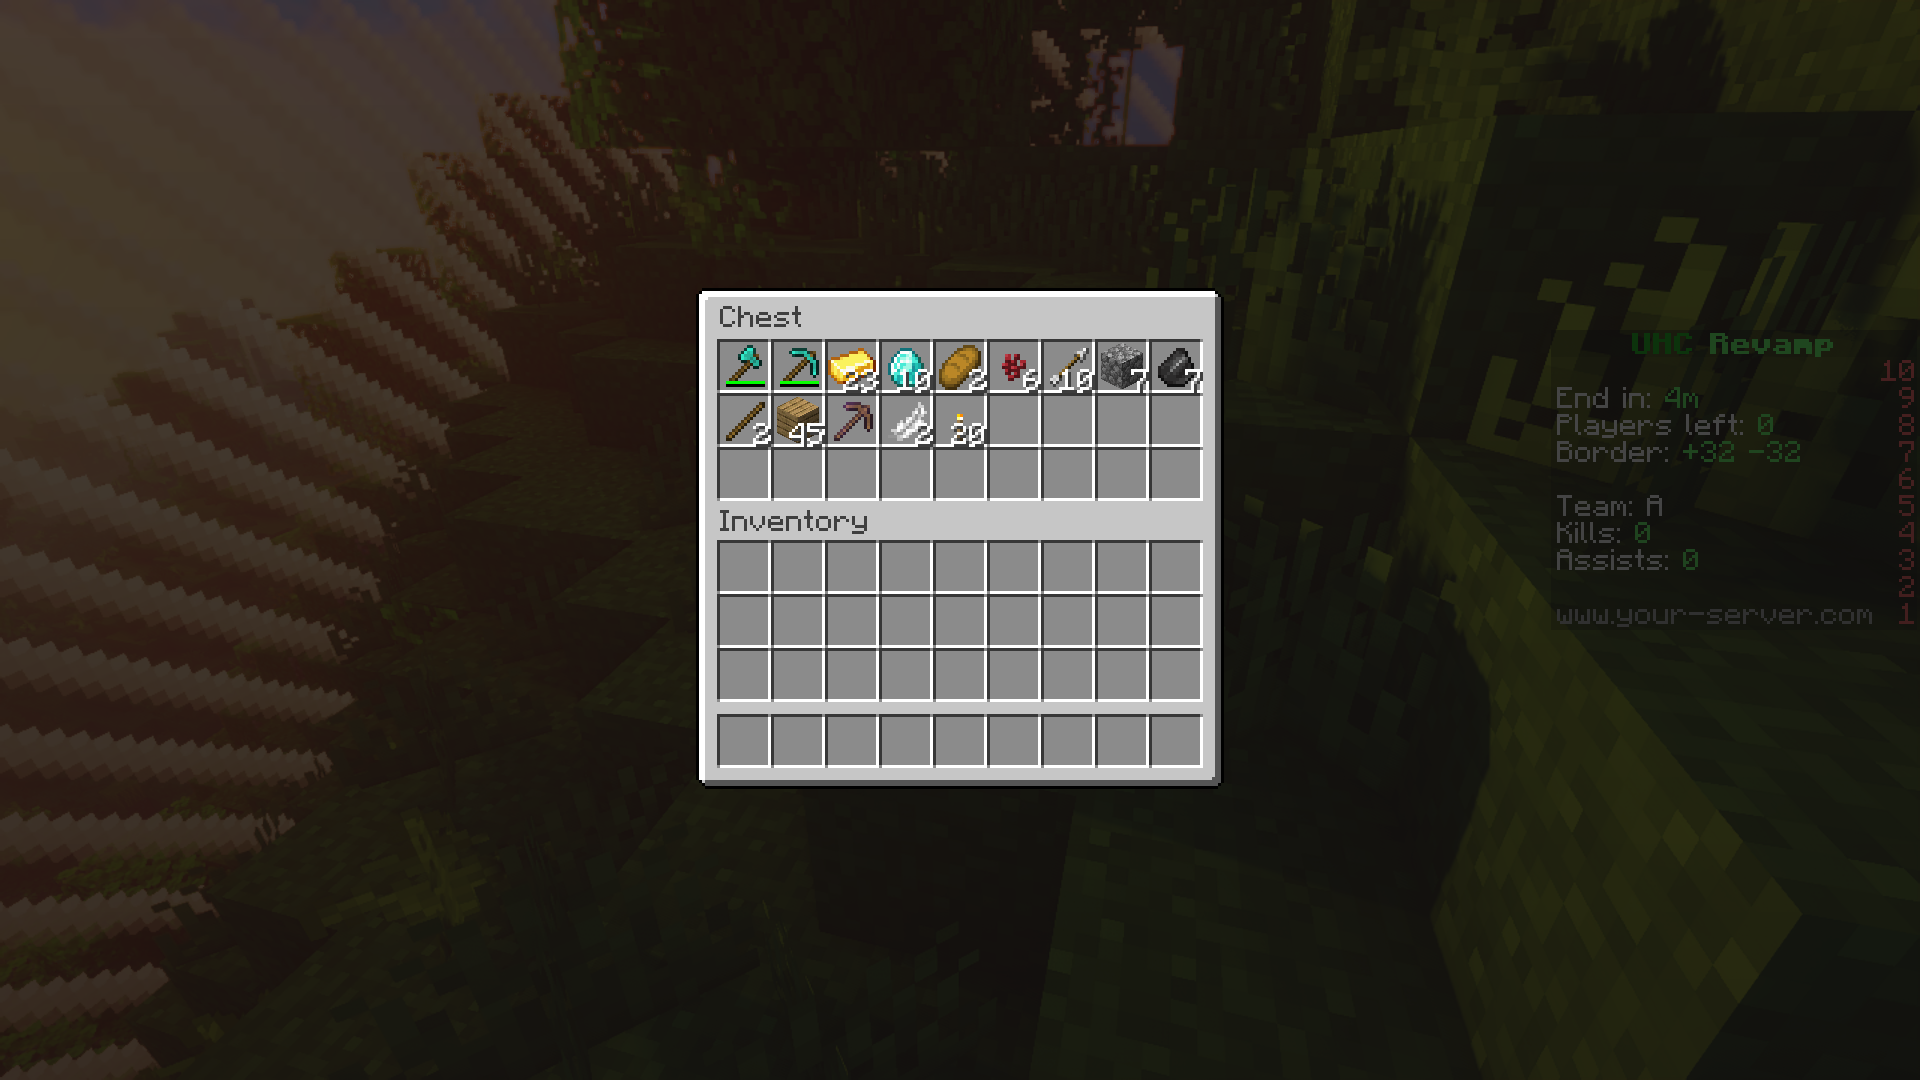 Chest
23 10 2 6 10 7 7
2 45 2 20
Inventory
UHC Revamp
10
End in: 4m 9
Players left: 0 8
Border: +32 -32 7
6
Team: A 5
Kills: 0 4
Assists: 0 3
2
www.your-server.com 1